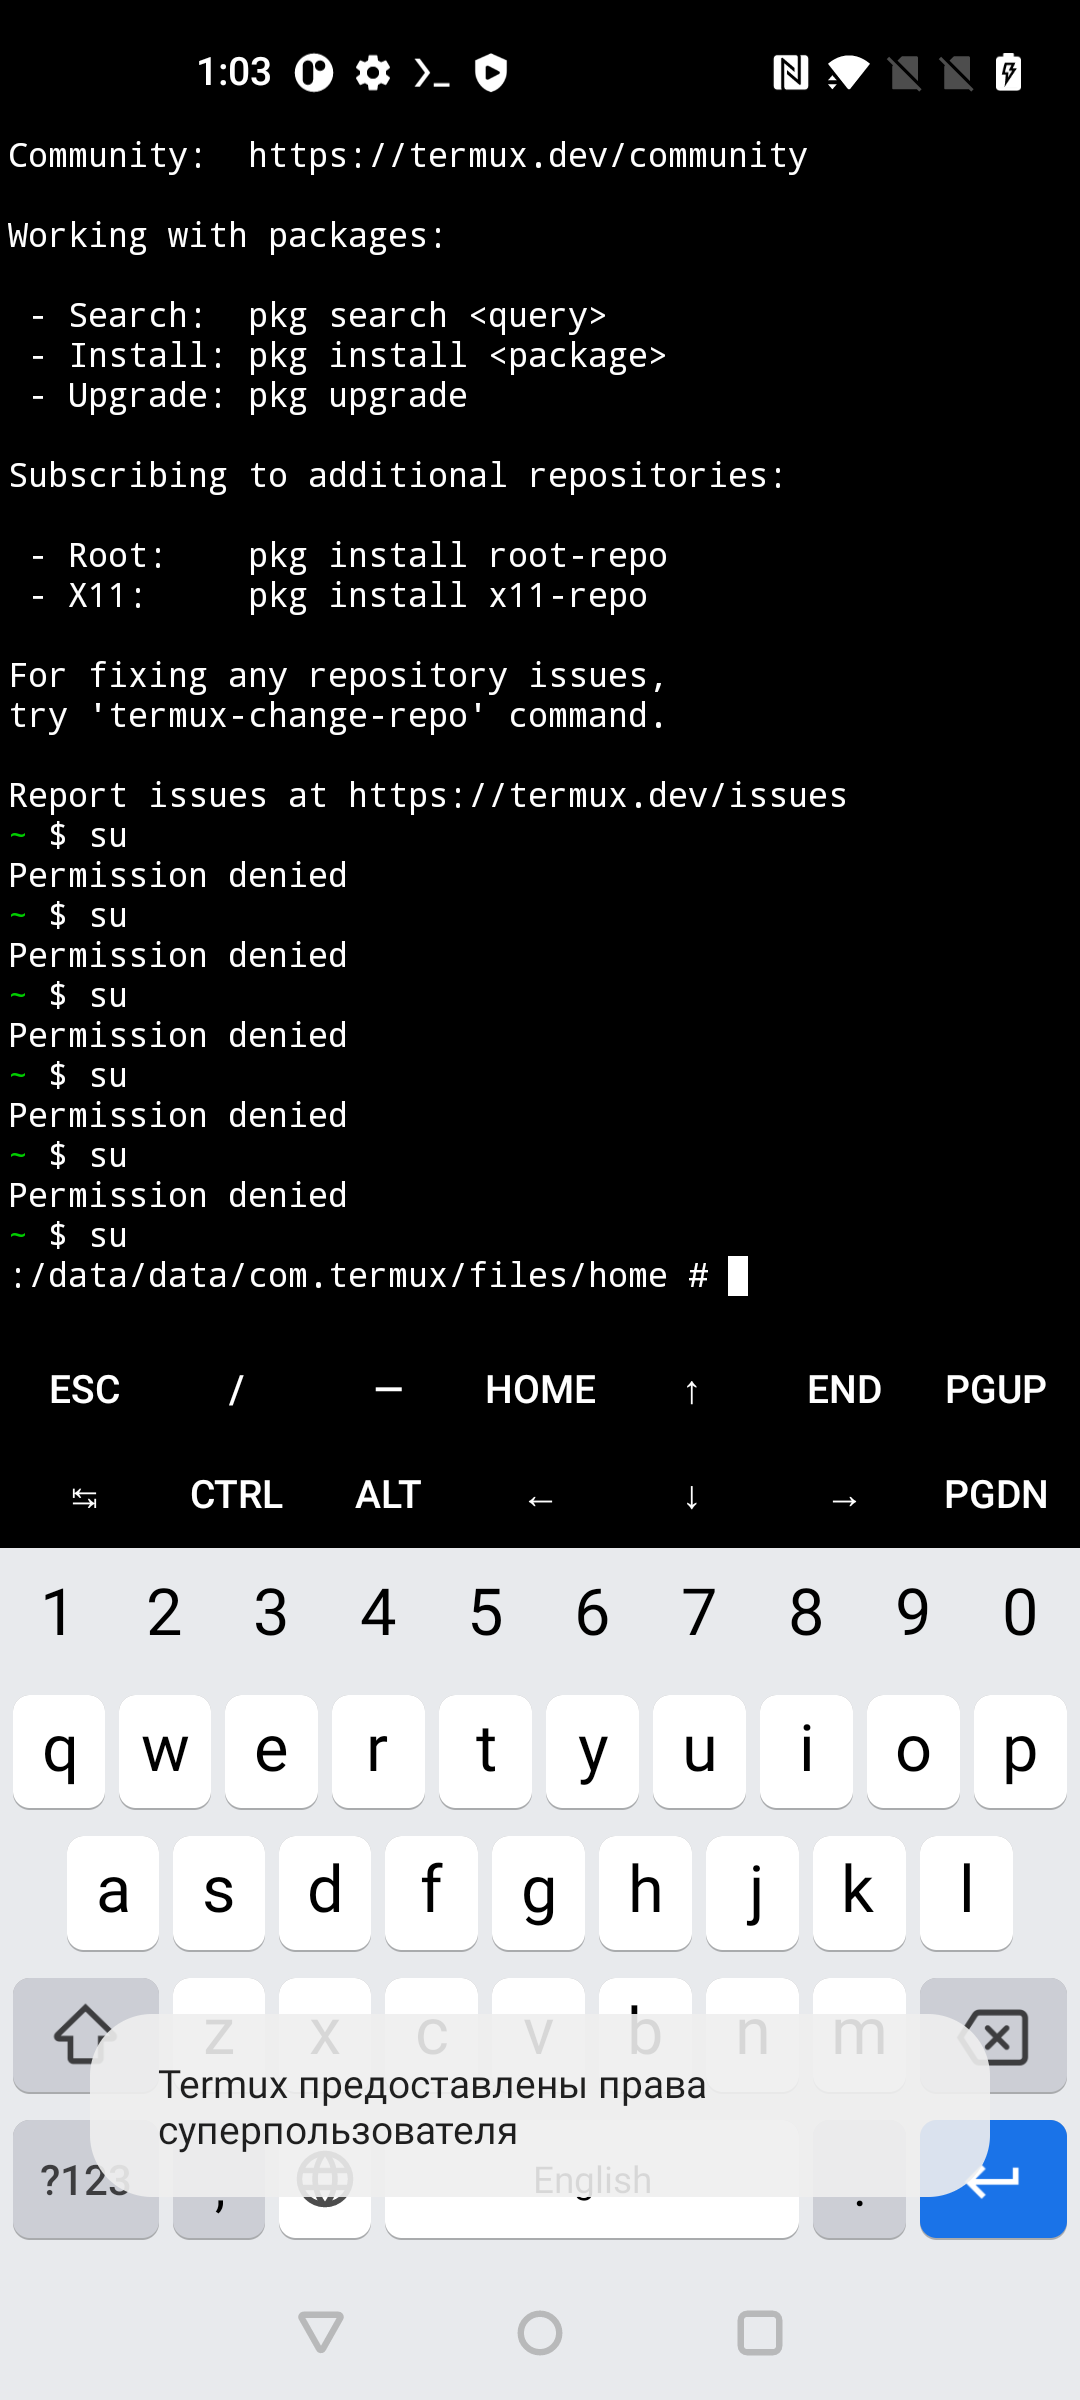 1:03
Community:  https://termux.dev/community
Working with packages:
- Search:  pkg search <query>
- Install: pkg install <package>
- Upgrade: pkg upgrade
Subscribing to additional repositories:
- Root:    pkg install root-repo
- X11:     pkg install x11-repo
For fixing any repository issues,
try 'termux-change-repo' command.
Report issues at https://termux.dev/issues
~ $ su
Permission denied
~ $ su
Permission denied
~ $ su
Permission denied
~ $ su
Permission denied
~ $ su
Permission denied
~ $ su
:/data/data/com.termux/files/home #
ESC / — HOME ↑ END PGUP
↹ CTRL ALT ← ↓ → PGDN
1 2 3 4 5 6 7 8 9 0
q w e r t y u i o p
a s d f g h j k l
z x c v b n m
Termux предоставлены права
суперпользователя
?123 , English .